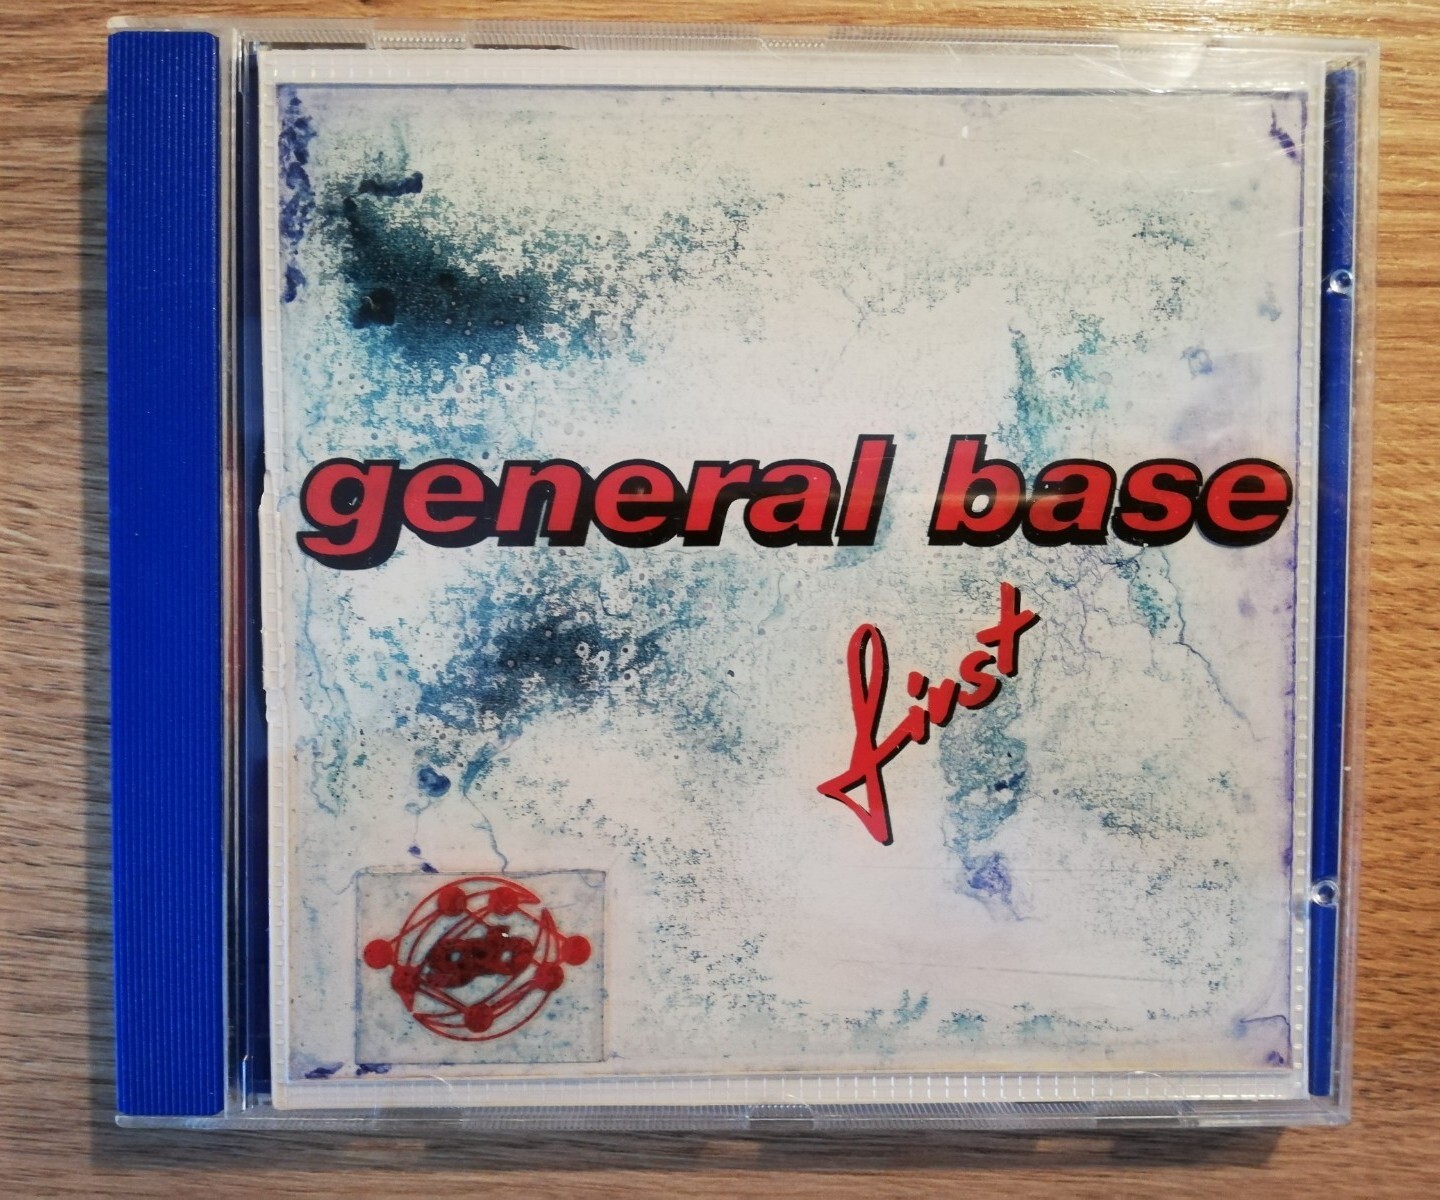 general base
first